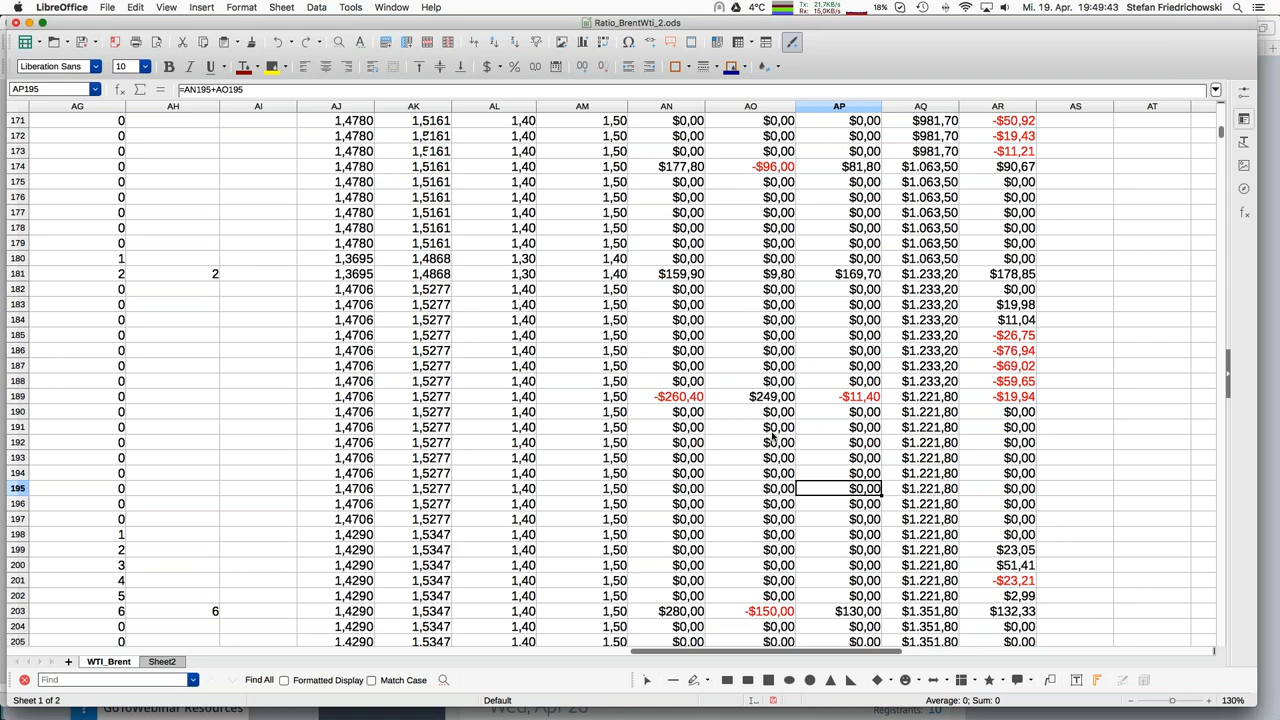 LibreOffice File Edit View Insert Format Sheet Data Tools Window Help 4°C Tx: 21,7KB/s Rx: 15,0KB/s 18% Mi. 19. Apr. 19:49:43 Stefan Friedrichowski
Ratio_BrentWti_2.ods
Liberation Sans 10
AP195 =AN195+AO195
AG AH AI AJ AK AL AM AN AO AP AQ AR AS AT
171 0 1,4780 1,5161 1,40 1,50 $0,00 $0,00 $0,00 $981,70 -$50,92
172 0 1,4780 1,5161 1,40 1,50 $0,00 $0,00 $0,00 $981,70 -$19,43
173 0 1,4780 1,5161 1,40 1,50 $0,00 $0,00 $0,00 $981,70 -$11,21
174 0 1,4780 1,5161 1,40 1,50 $177,80 -$96,00 $81,80 $1.063,50 $90,67
175 0 1,4780 1,5161 1,40 1,50 $0,00 $0,00 $0,00 $1.063,50 $0,00
176 0 1,4780 1,5161 1,40 1,50 $0,00 $0,00 $0,00 $1.063,50 $0,00
177 0 1,4780 1,5161 1,40 1,50 $0,00 $0,00 $0,00 $1.063,50 $0,00
178 0 1,4780 1,5161 1,40 1,50 $0,00 $0,00 $0,00 $1.063,50 $0,00
179 0 1,4780 1,5161 1,40 1,50 $0,00 $0,00 $0,00 $1.063,50 $0,00
180 1 1,3695 1,4868 1,30 1,40 $0,00 $0,00 $0,00 $1.063,50 $0,00
181 2 2 1,3695 1,4868 1,30 1,40 $159,90 $9,80 $169,70 $1.233,20 $178,85
182 0 1,4706 1,5277 1,40 1,50 $0,00 $0,00 $0,00 $1.233,20 $0,00
183 0 1,4706 1,5277 1,40 1,50 $0,00 $0,00 $0,00 $1.233,20 $19,98
184 0 1,4706 1,5277 1,40 1,50 $0,00 $0,00 $0,00 $1.233,20 $11,04
185 0 1,4706 1,5277 1,40 1,50 $0,00 $0,00 $0,00 $1.233,20 -$26,75
186 0 1,4706 1,5277 1,40 1,50 $0,00 $0,00 $0,00 $1.233,20 -$76,94
187 0 1,4706 1,5277 1,40 1,50 $0,00 $0,00 $0,00 $1.233,20 -$69,02
188 0 1,4706 1,5277 1,40 1,50 $0,00 $0,00 $0,00 $1.233,20 -$59,65
189 0 1,4706 1,5277 1,40 1,50 -$260,40 $249,00 -$11,40 $1.221,80 -$19,94
190 0 1,4706 1,5277 1,40 1,50 $0,00 $0,00 $0,00 $1.221,80 $0,00
191 0 1,4706 1,5277 1,40 1,50 $0,00 $0,00 $0,00 $1.221,80 $0,00
192 0 1,4706 1,5277 1,40 1,50 $0,00 $0,00 $0,00 $1.221,80 $0,00
193 0 1,4706 1,5277 1,40 1,50 $0,00 $0,00 $0,00 $1.221,80 $0,00
194 0 1,4706 1,5277 1,40 1,50 $0,00 $0,00 $0,00 $1.221,80 $0,00
195 0 1,4706 1,5277 1,40 1,50 $0,00 $0,00 $0,00 $1.221,80 $0,00
196 0 1,4706 1,5277 1,40 1,50 $0,00 $0,00 $0,00 $1.221,80 $0,00
197 0 1,4706 1,5277 1,40 1,50 $0,00 $0,00 $0,00 $1.221,80 $0,00
198 1 1,4290 1,5347 1,40 1,50 $0,00 $0,00 $0,00 $1.221,80 $0,00
199 2 1,4290 1,5347 1,40 1,50 $0,00 $0,00 $0,00 $1.221,80 $23,05
200 3 1,4290 1,5347 1,40 1,50 $0,00 $0,00 $0,00 $1.221,80 $51,41
201 4 1,4290 1,5347 1,40 1,50 $0,00 $0,00 $0,00 $1.221,80 -$23,21
202 5 1,4290 1,5347 1,40 1,50 $0,00 $0,00 $0,00 $1.221,80 $2,99
203 6 6 1,4290 1,5347 1,40 1,50 $280,00 -$150,00 $130,00 $1.351,80 $132,33
204 0 1,4290 1,5347 1,40 1,50 $0,00 $0,00 $0,00 $1.351,80 $0,00
205 0 1,4290 1,5347 1,40 1,50 $0,00 $0,00 $0,00 $1.351,80 $0,00
WTI_Brent Sheet2
Find Find All Formatted Display Match Case
Sheet 1 of 2 Default Average: 0; Sum: 0 130%
GoToWebinar Resources Wed, Apr 26 Registrants: 10